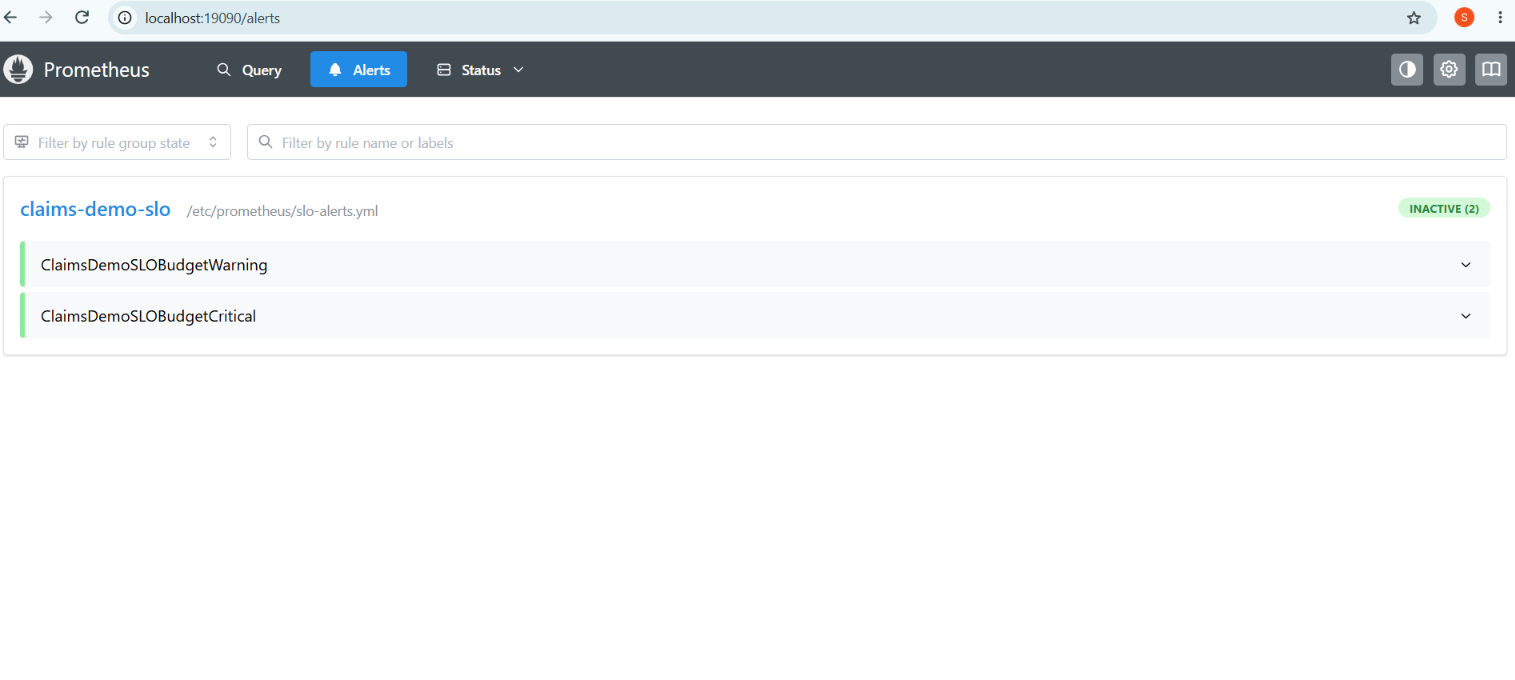 localhost:19090/alerts
S
Prometheus Query Alerts Status
Filter by rule group state Filter by rule name or labels
claims-demo-slo /etc/prometheus/slo-alerts.yml INACTIVE (2)
ClaimsDemoSLOBudgetWarning
ClaimsDemoSLOBudgetCritical